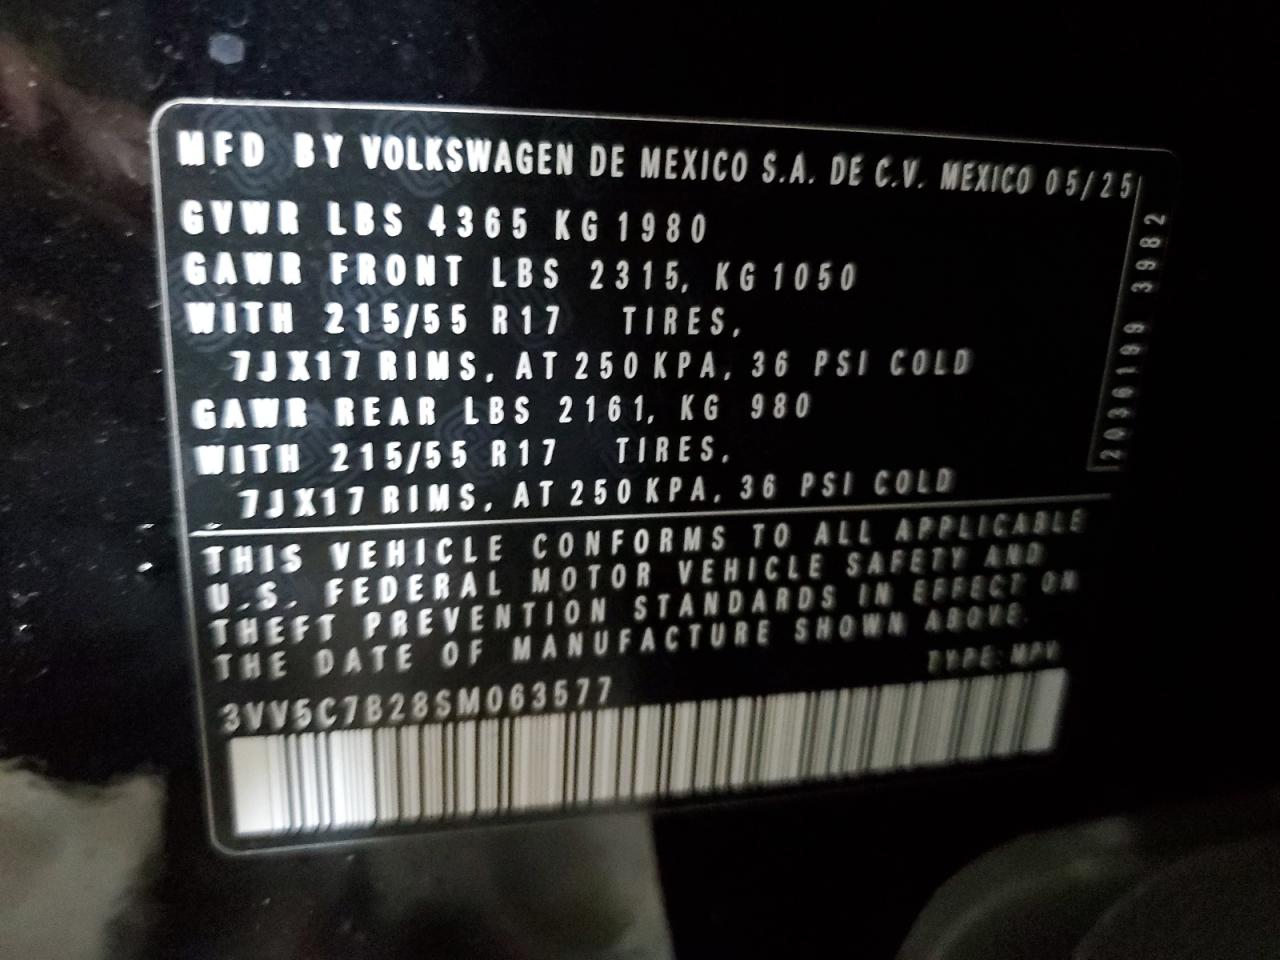 MFD BY VOLKSWAGEN DE MEXICO S.A. DE C.V. MEXICO 05/25
GVWR LBS 4365 KG 1980
GAWR FRONT LBS 2315, KG 1050
WITH 215/55 R17 TIRES,
7JX17 RIMS, AT 250 KPA, 36 PSI COLD
GAWR REAR LBS 2161, KG 980
WITH 215/55 R17 TIRES,
7JX17 RIMS, AT 250 KPA, 36 PSI COLD
2036199 3982
THIS VEHICLE CONFORMS TO ALL APPLICABLE
U.S. FEDERAL MOTOR VEHICLE SAFETY AND
THEFT PREVENTION STANDARDS IN EFFECT ON
THE DATE OF MANUFACTURE SHOWN ABOVE.
TYPE: MPV
3VV5C7B28SM063577